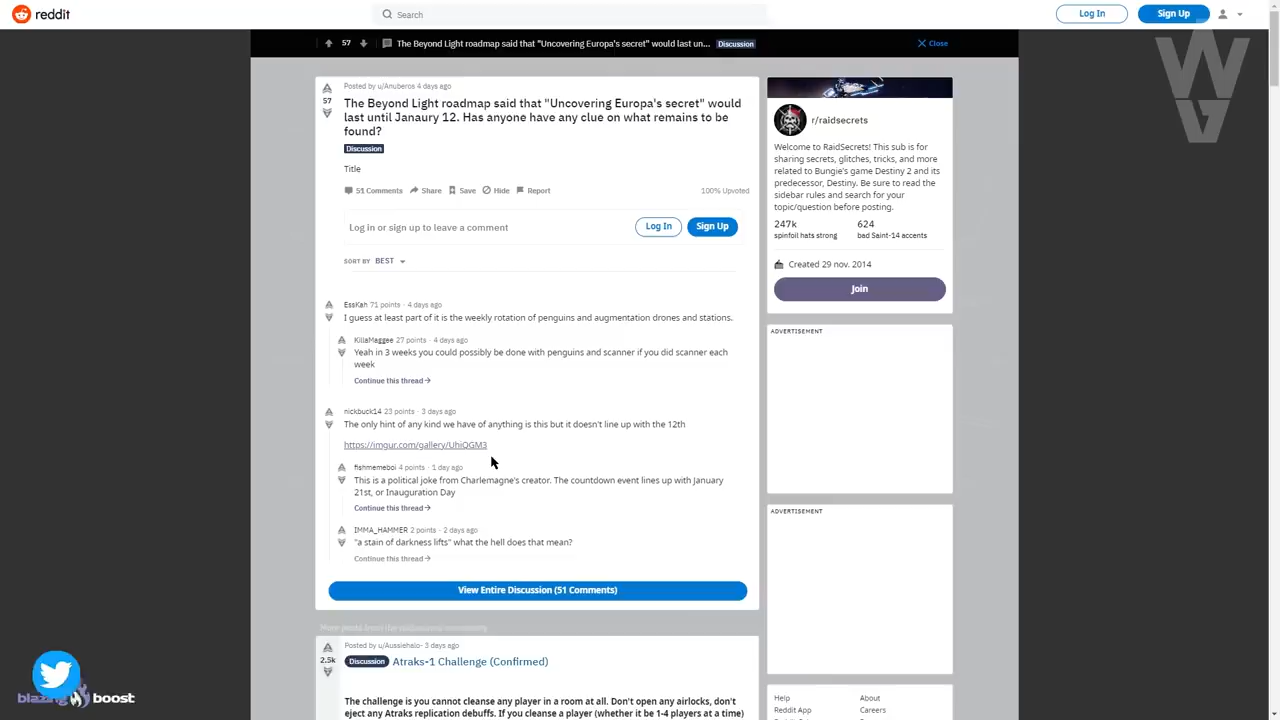 reddit
Search
Log In
Sign Up
57
The Beyond Light roadmap said that "Uncovering Europa's secret" would last un...
Discussion
Close
WG
Posted by u/Anuberos 4 days ago
57
The Beyond Light roadmap said that "Uncovering Europa's secret" would
last until Janaury 12. Has anyone have any clue on what remains to be
found?
Discussion
Title
51 Comments
Share
Save
Hide
Report
100% Upvoted
Log in or sign up to leave a comment
Log In
Sign Up
SORT BY
BEST
EssKah 71 points · 4 days ago
I guess at least part of it is the weekly rotation of penguins and augmentation drones and stations.
KillaMaggee 27 points · 4 days ago
Yeah in 3 weeks you could possibly be done with penguins and scanner if you did scanner each
week
Continue this thread
nickbuck14 23 points · 3 days ago
The only hint of any kind we have of anything is this but it doesn't line up with the 12th
https://imgur.com/gallery/UhiQGM3
fishmemeboi 4 points · 1 day ago
This is a political joke from Charlemagne's creator. The countdown event lines up with January
21st, or Inauguration Day
Continue this thread
IMMA_HAMMER 2 points · 2 days ago
"a stain of darkness lifts" what the hell does that mean?
Continue this thread
View Entire Discussion (51 Comments)
r/raidsecrets
Welcome to RaidSecrets! This sub is for
sharing secrets, glitches, tricks, and more
related to Bungie's game Destiny 2 and its
predecessor, Destiny. Be sure to read the
sidebar rules and search for your
topic/question before posting.
247k
624
spinfoil hats strong
bad Saint-14 accents
Created 29 nov. 2014
Join
ADVERTISEMENT
ADVERTISEMENT
Posted by u/Aussiehalo · 3 days ago
2.5k
Discussion
Atraks-1 Challenge (Confirmed)
The challenge is you cannot cleanse any player in a room at all. Don't open any airlocks, don't
eject any Atraks replication debuffs. If you cleanse a player (whether it be 1-4 players at a time)
Help
About
Reddit App
Careers
blazing boost